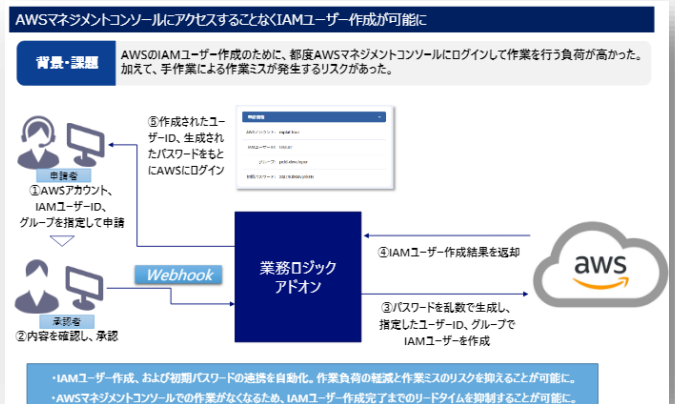 AWSマネジメントコンソールにアクセスすることなくIAMユーザー作成が可能に
背景・課題
AWSのIAMユーザー作成のために、都度AWSマネジメントコンソールにログインして作業を行う負荷が高かった。
加えて、手作業による作業ミスが発生するリスクがあった。
申請者
①AWSアカウント、
IAMユーザーID、
グループを指定して申請
⑤作成されたユー
ザーID、生成され
たパスワードをもと
にAWSにログイン
承認者
②内容を確認し、承認
Webhook
業務ロジック
アドオン
④IAMユーザー作成結果を返却
③パスワードを乱数で生成し、
指定したユーザーID、グループで
IAMユーザーを作成
aws
・IAMユーザー作成、および初期パスワードの連携を自動化。作業負荷の軽減と作業ミスのリスクを抑えることが可能に。
・AWSマネジメントコンソールでの作業がなくなるため、IAMユーザー作成完了までのリードタイムを抑制することが可能に。